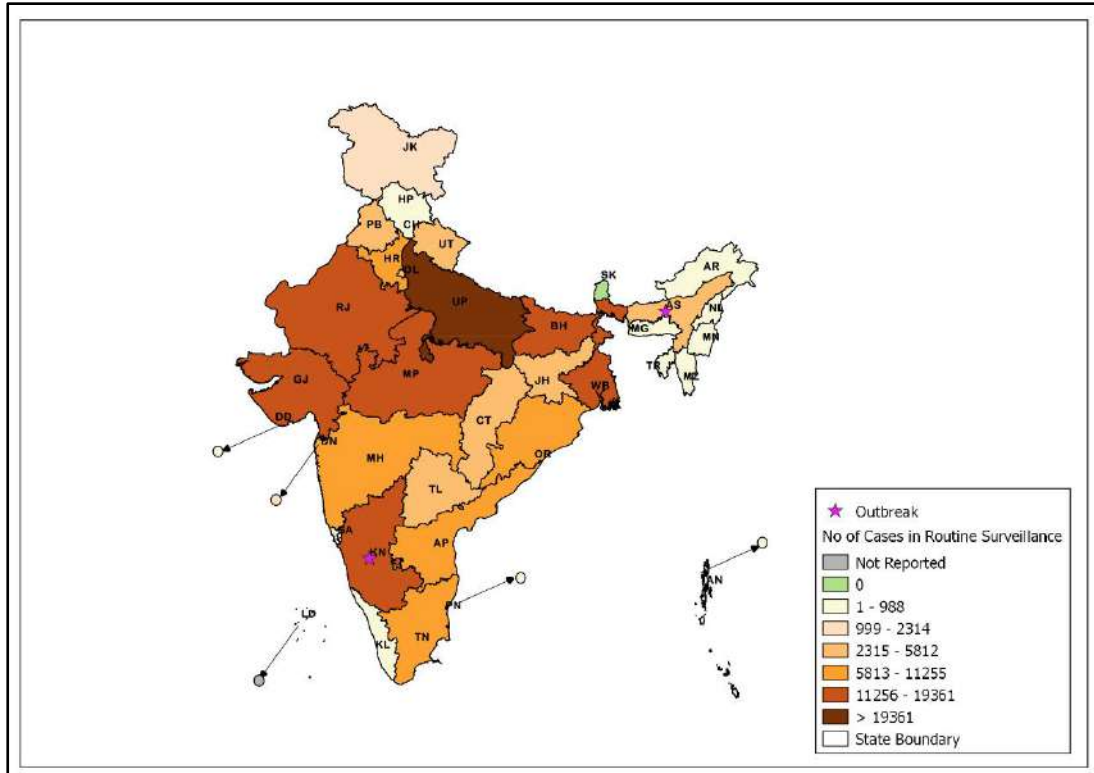 JK
HP
CH
PB
UT
HR
DL
SK
AR
RJ
UP
BH
AS
NL
MG
MN
TR
MZ
GJ
MP
JH
WB
CT
DD
DN
MH
OR
TL
KN
AP
LD
PN
KL
TN
AN
Outbreak
No of Cases in Routine Surveillance
Not Reported
0
1 - 988
999 - 2314
2315 - 5812
5813 - 11255
11256 - 19361
> 19361
State Boundary